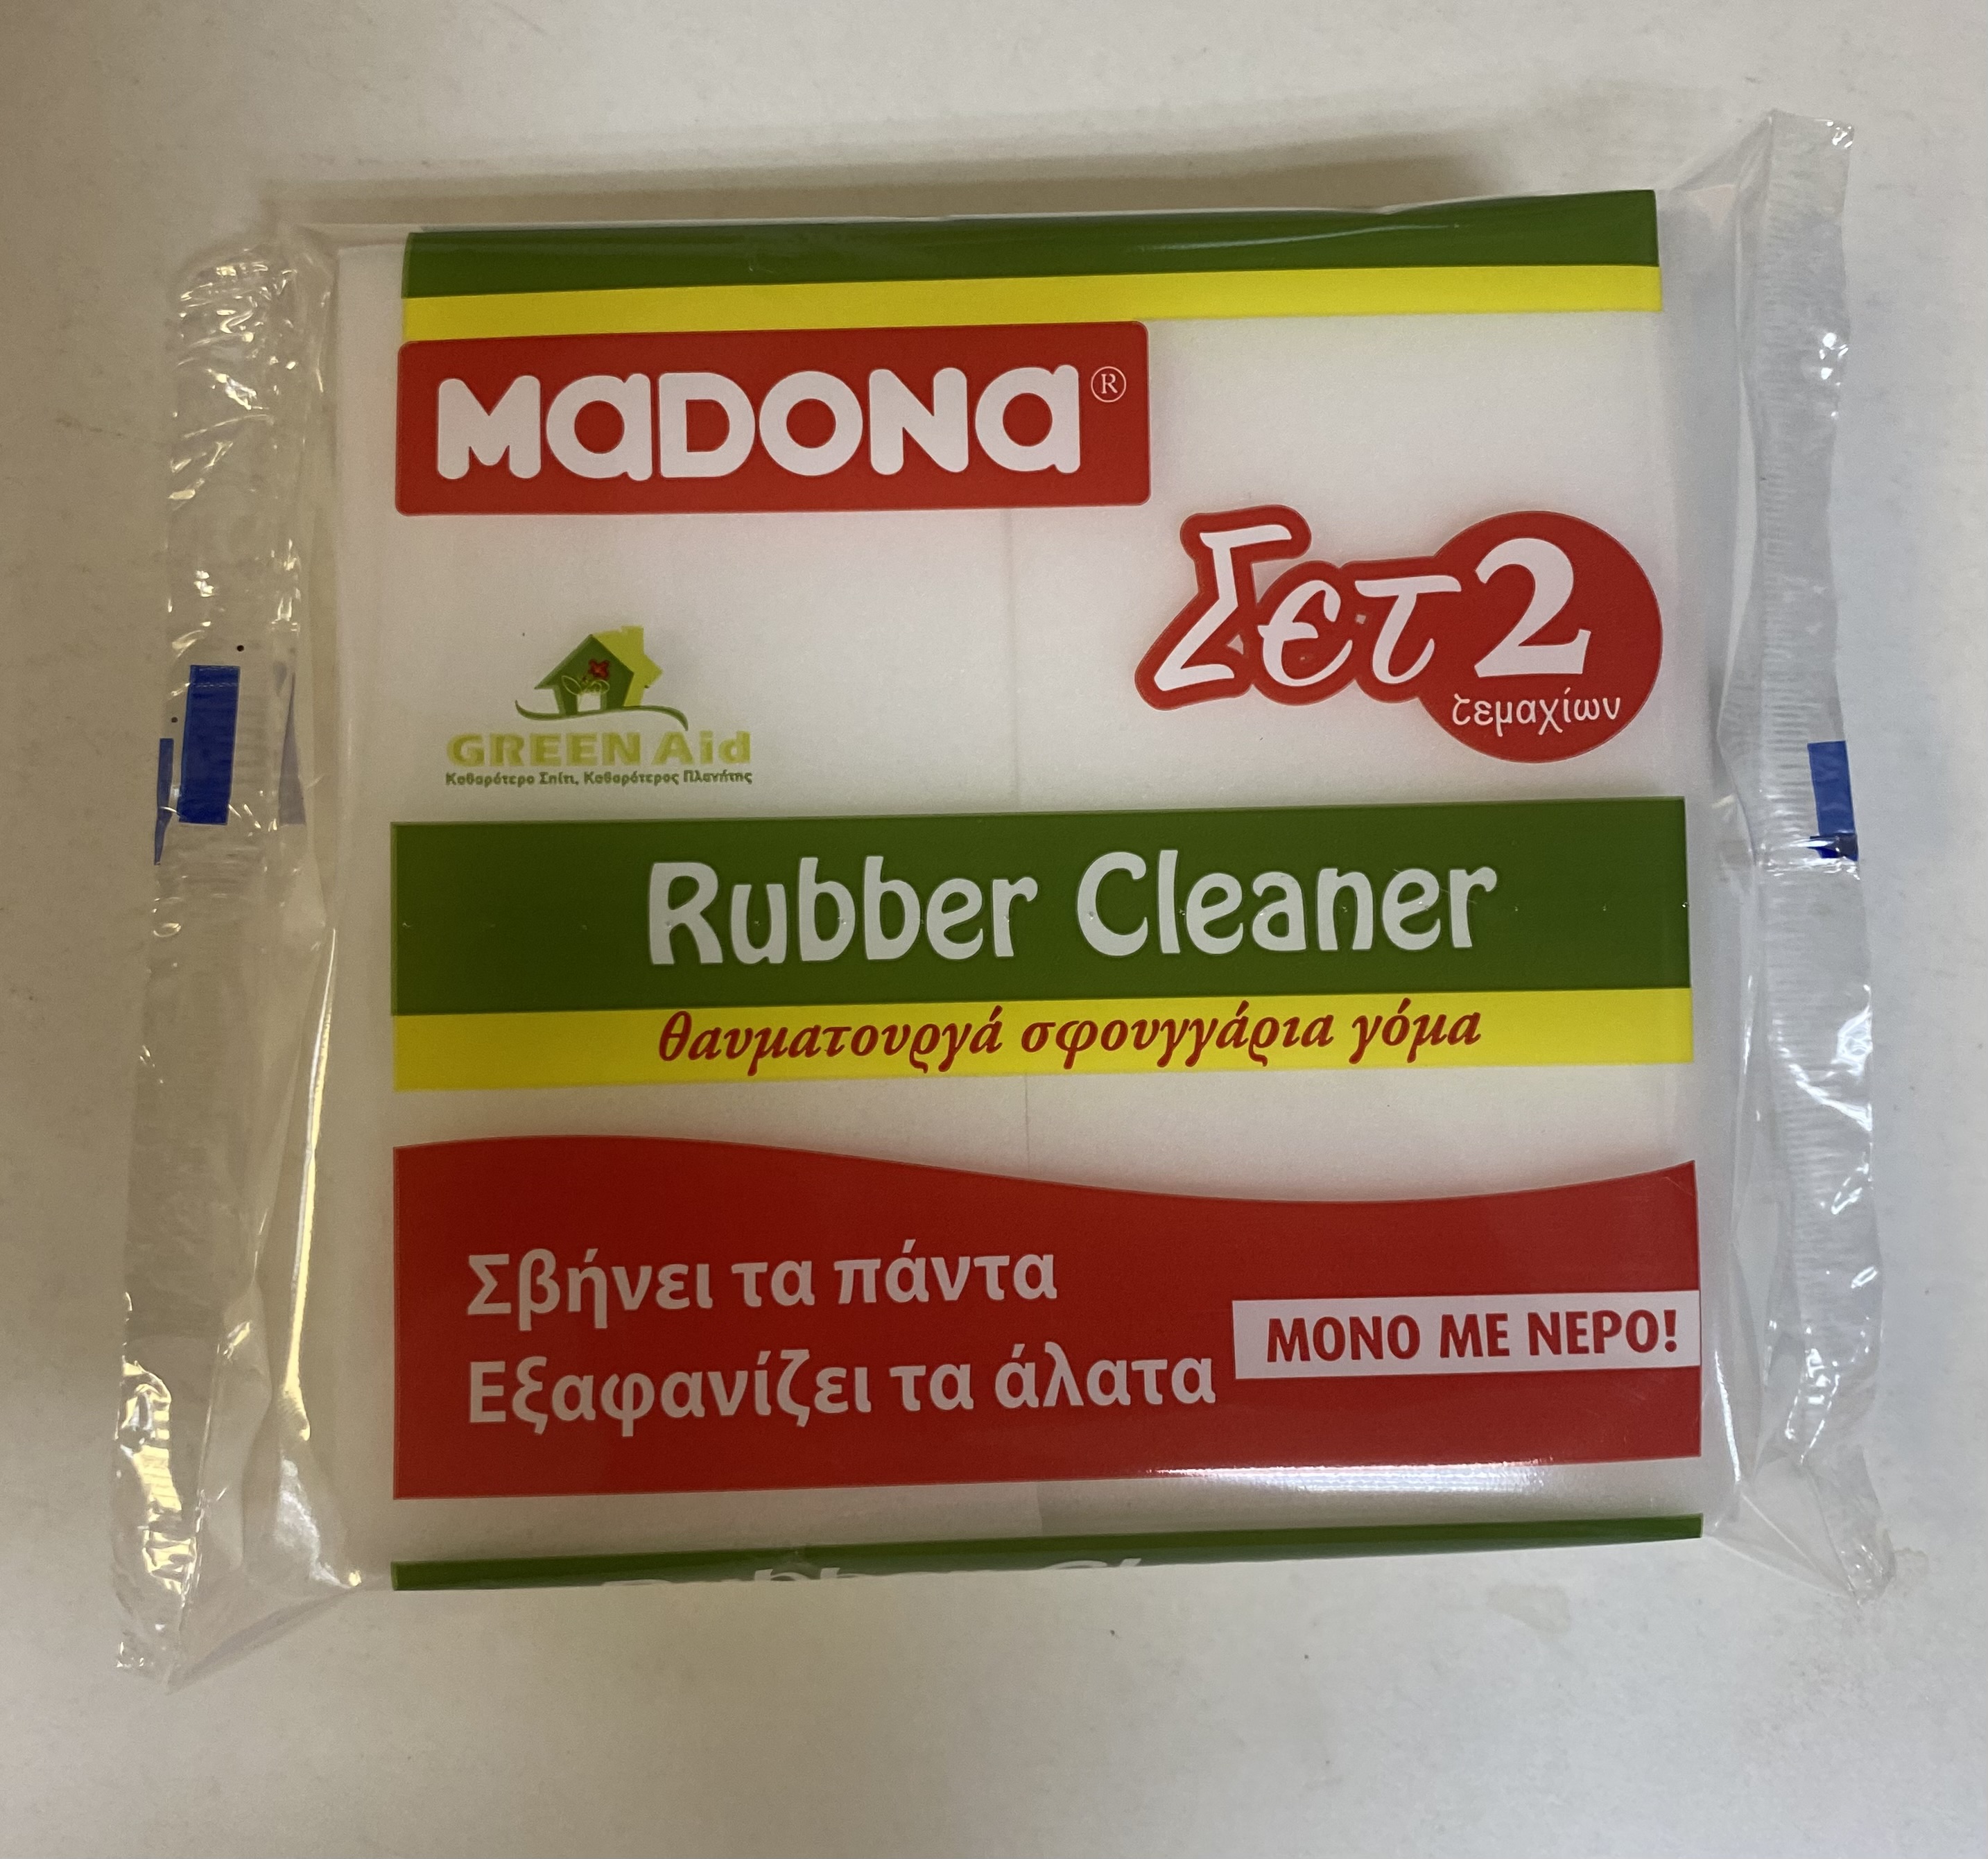 MADONA®
Σετ 2
τεμαχίων
GREEN Aid
Καθαρότερο Σπίτι, Καθαρότερος Πλανήτης
Rubber Cleaner
θαυματουργά σφουγγάρια γόμα
Σβήνει τα πάντα
Εξαφανίζει τα άλατα
ΜΟΝΟ ΜΕ ΝΕΡΟ!